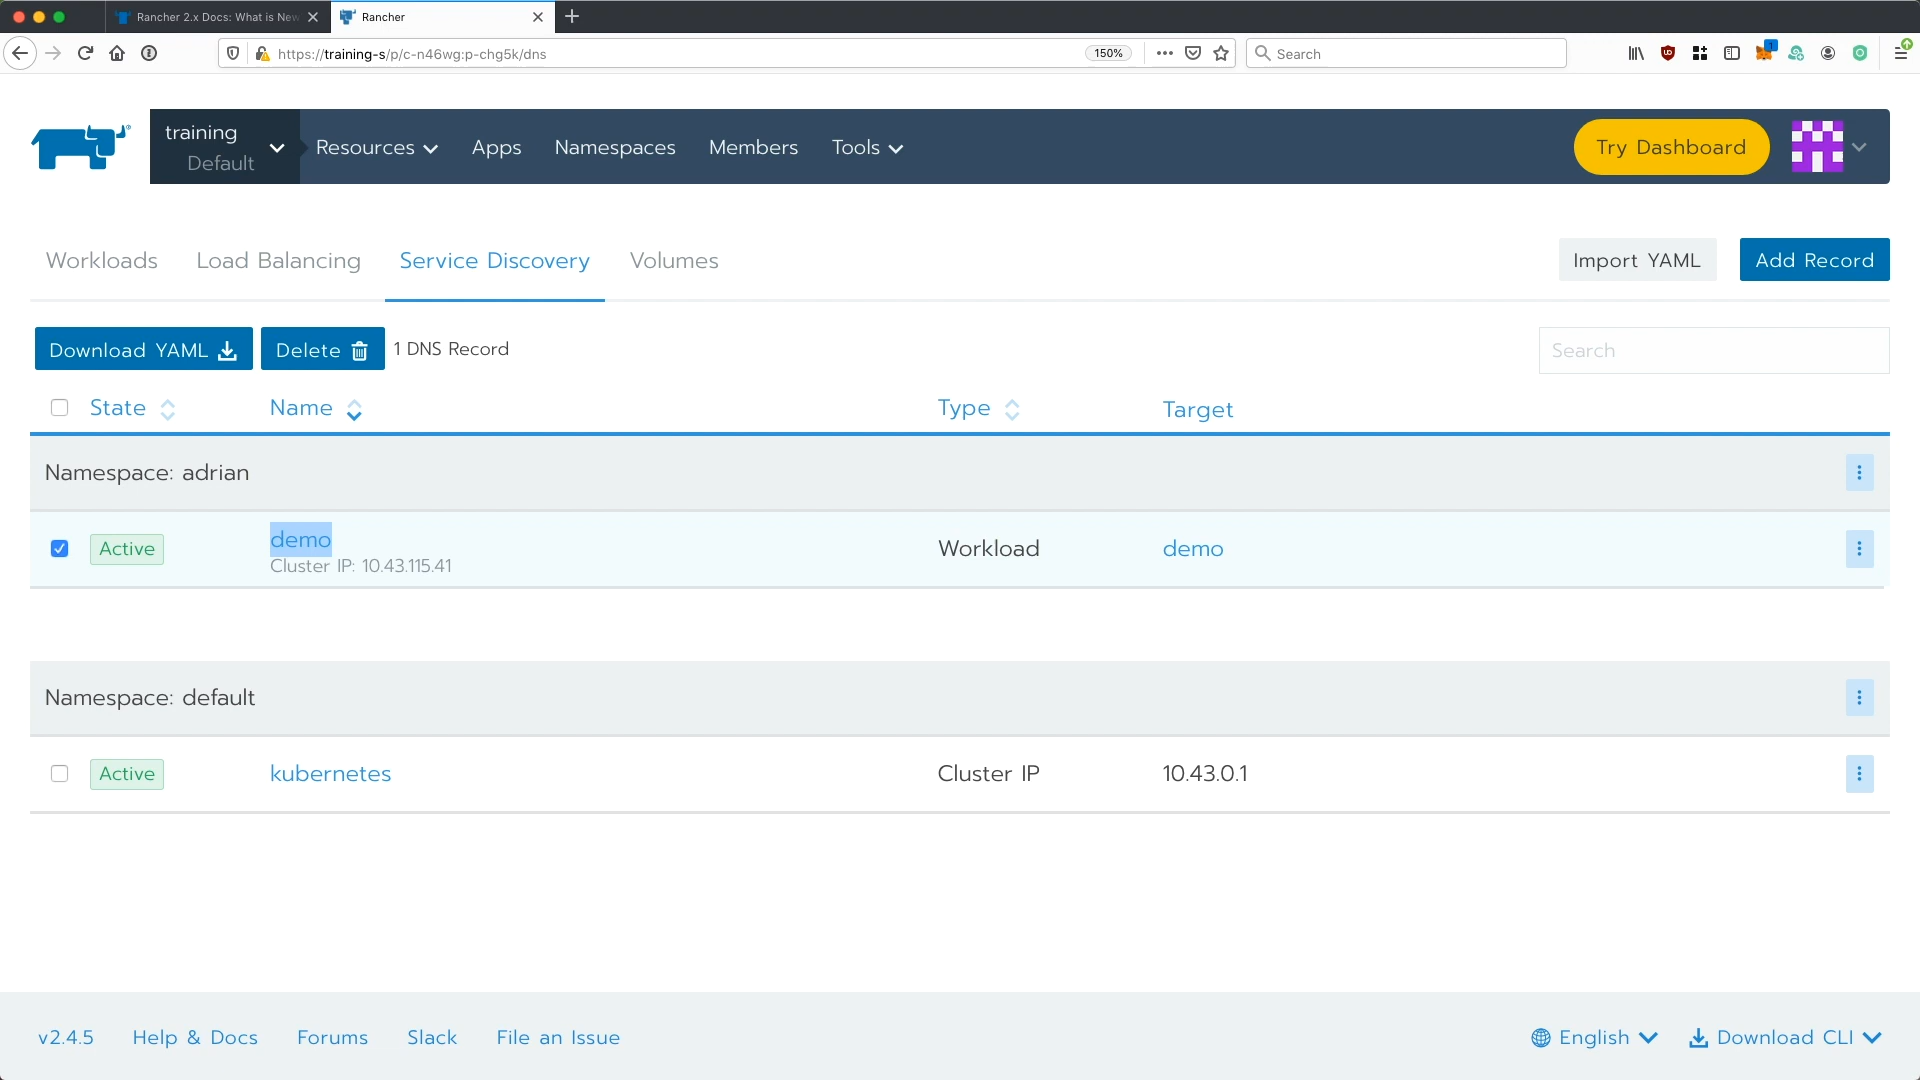 Rancher 2.x Docs: What is New
Rancher
https://training-s/p/c-n46wg:p-chg5k/dns
150%
Search
training
Default
Resources
Apps
Namespaces
Members
Tools
Try Dashboard
Workloads
Load Balancing
Service Discovery
Volumes
Import YAML
Add Record
Download YAML
Delete
1 DNS Record
Search
State
Name
Type
Target
Namespace: adrian
Active
demo
Cluster IP: 10.43.115.41
Workload
demo
Namespace: default
Active
kubernetes
Cluster IP
10.43.0.1
v2.4.5
Help & Docs
Forums
Slack
File an Issue
English
Download CLI